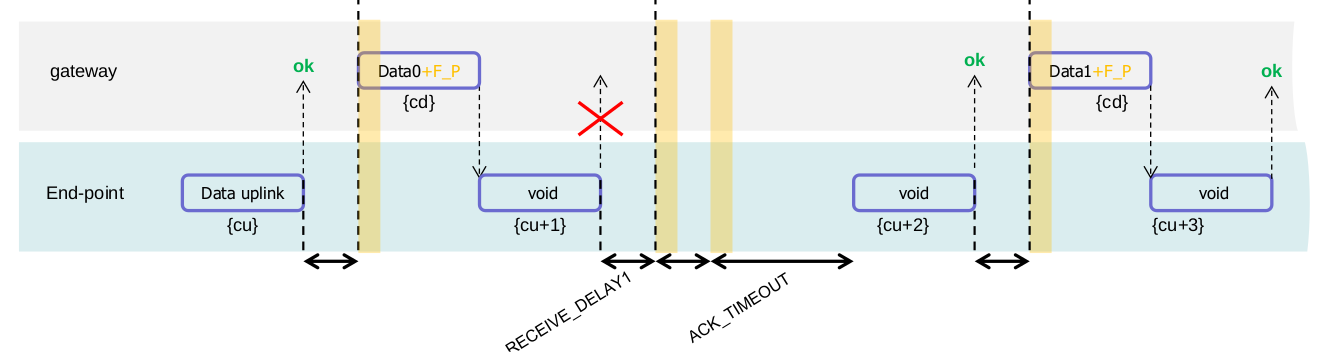 gateway
ok
Data0+F_P
{cd}
ok
Data1+F_P
{cd}
ok
End-point
Data uplink
{cu}
void
{cu+1}
void
{cu+2}
void
{cu+3}
RECEIVE_DELAY1
ACK_TIMEOUT